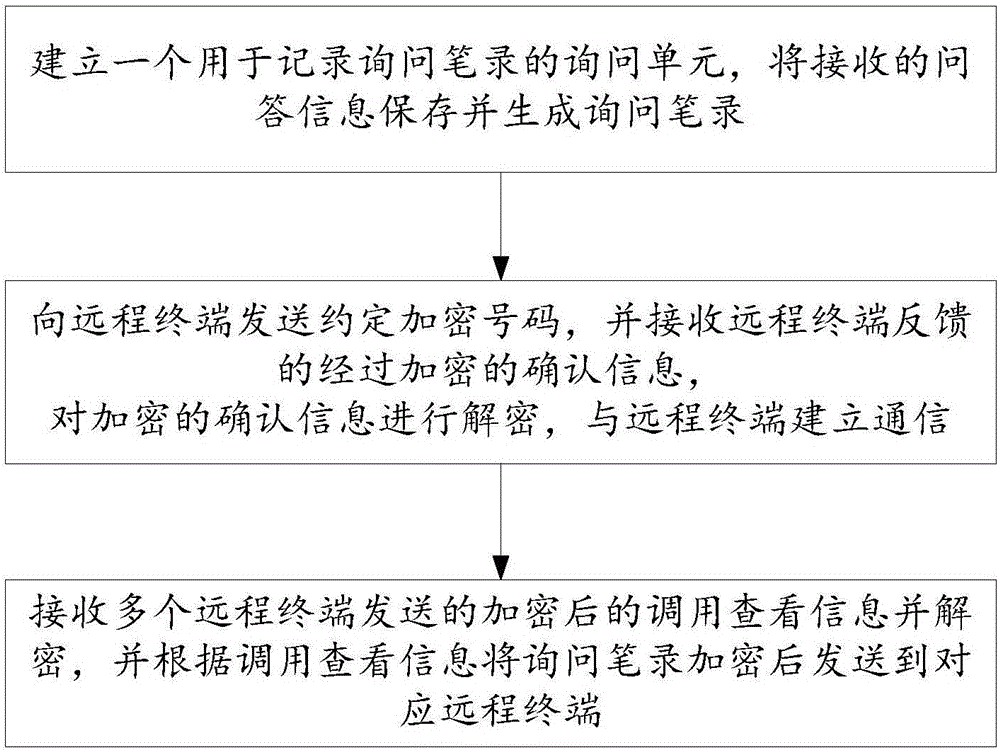 建立一个用于记录询问笔录的询问单元，将接收的问
答信息保存并生成询问笔录
向远程终端发送约定加密号码，并接收远程终端反馈
的经过加密的确认信息，
对加密的确认信息进行解密，与远程终端建立通信
接收多个远程终端发送的加密后的调用查看信息并解
密，并根据调用查看信息将询问笔录加密后发送到对
应远程终端